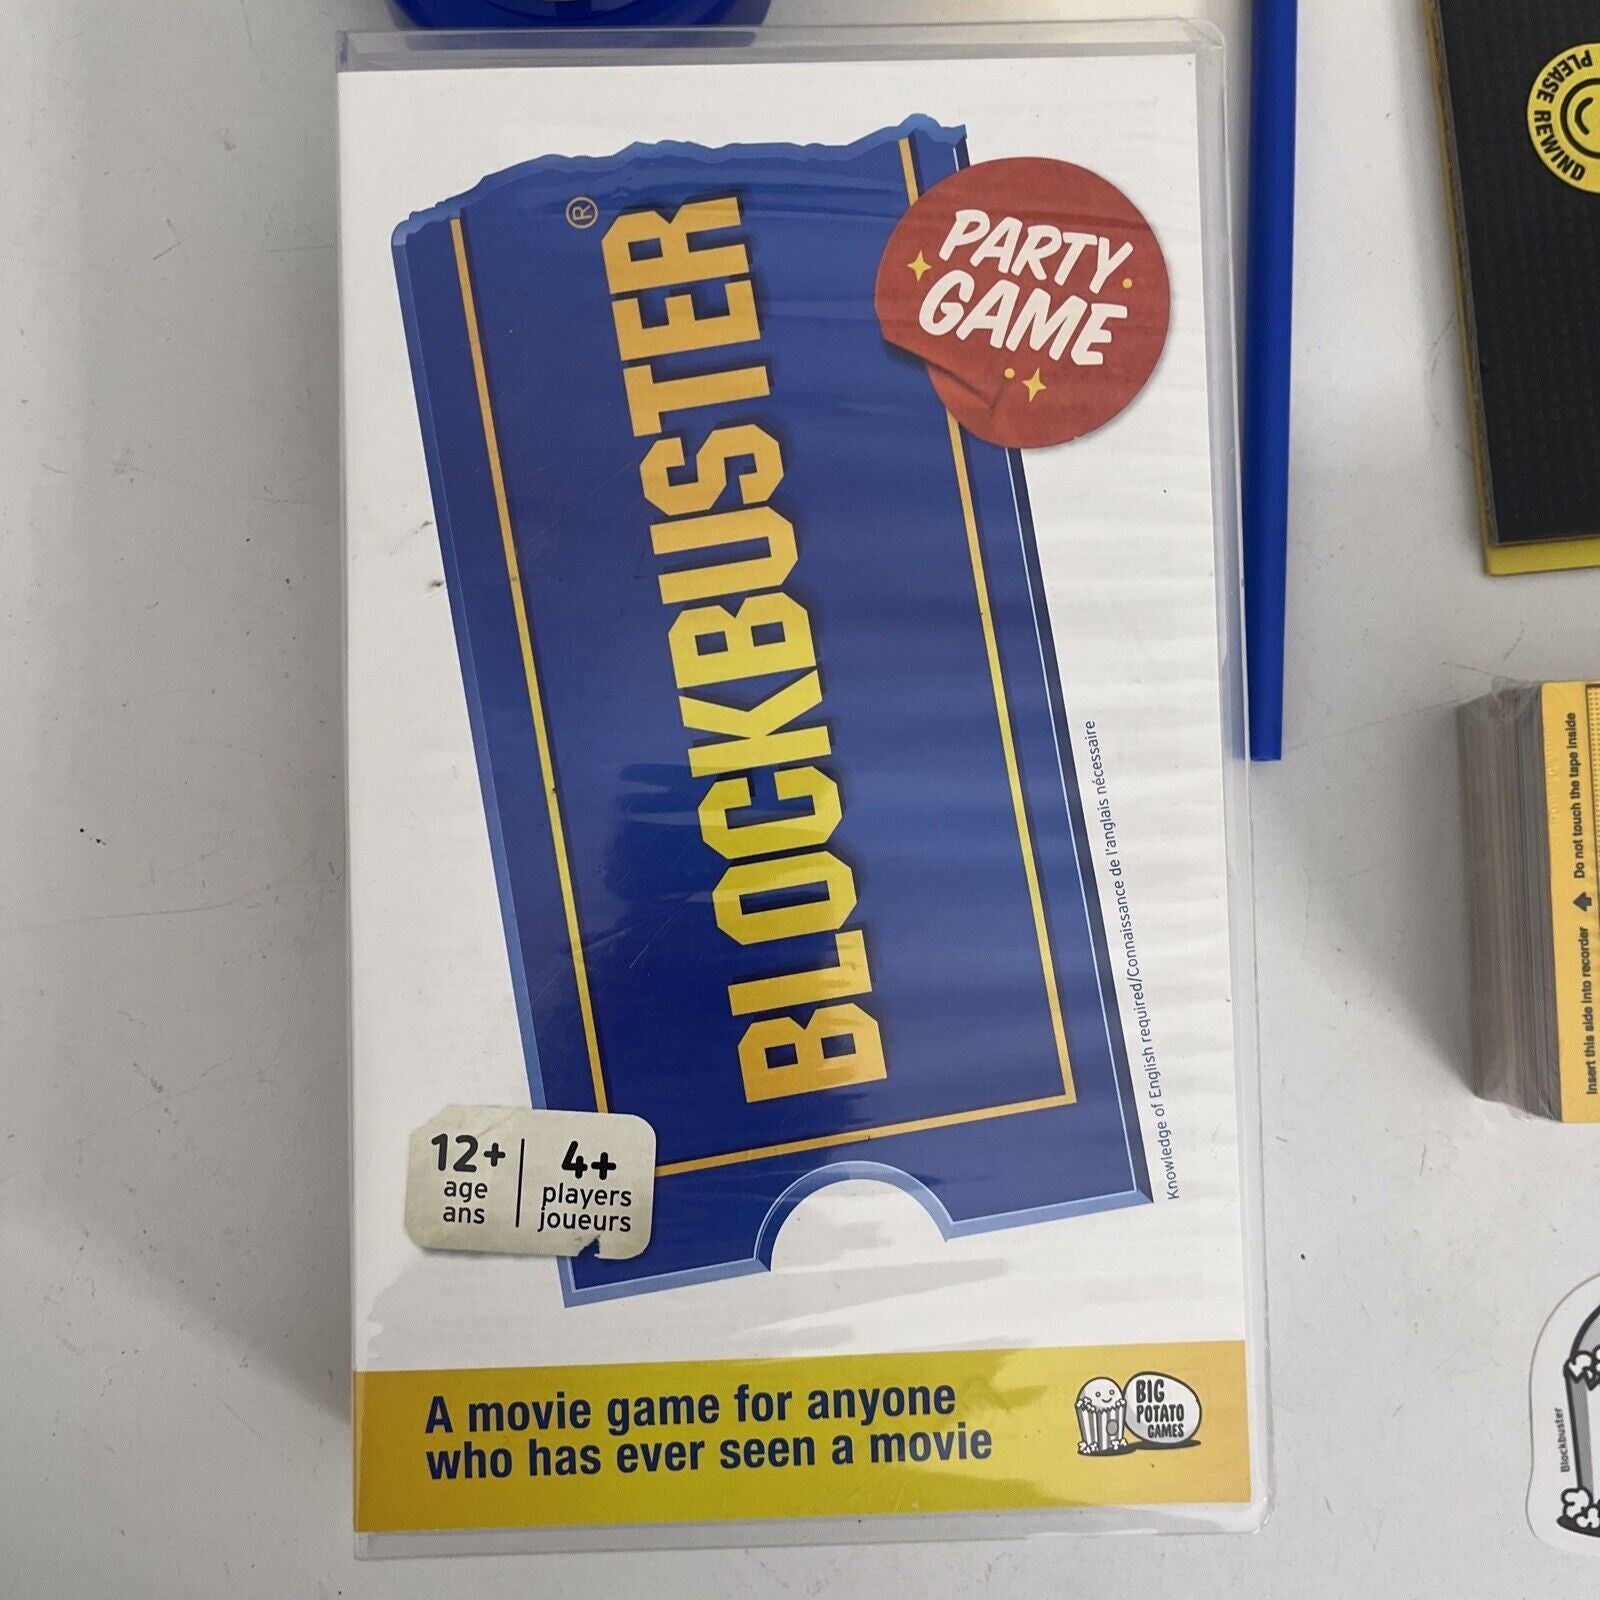 PARTY
GAME
BLOCKBUSTER®
Knowledge of English required/Connaissance de l'anglais nécessaire
12+
age
ans
4+
players
joueurs
A movie game for anyone
who has ever seen a movie
BIG
POTATO
GAMES
PLEASE REWIND
Insert this side into recorder Do not touch the tape inside
Blockbuster